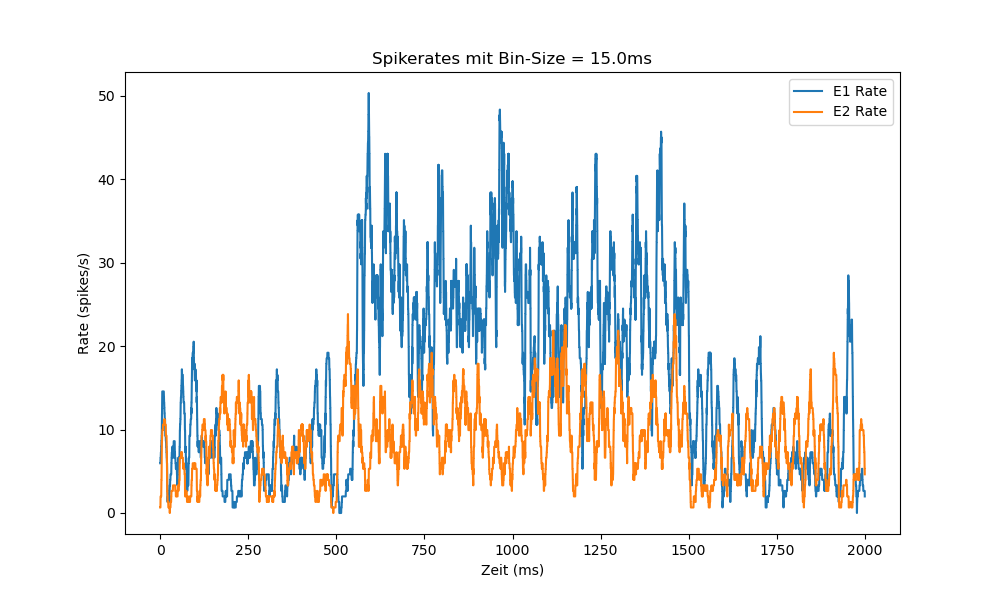 Spikerates mit Bin-Size = 15.0ms
E1 Rate
E2 Rate
50
40
30
20
10
0
Rate (spikes/s)
0 250 500 750 1000 1250 1500 1750 2000
Zeit (ms)